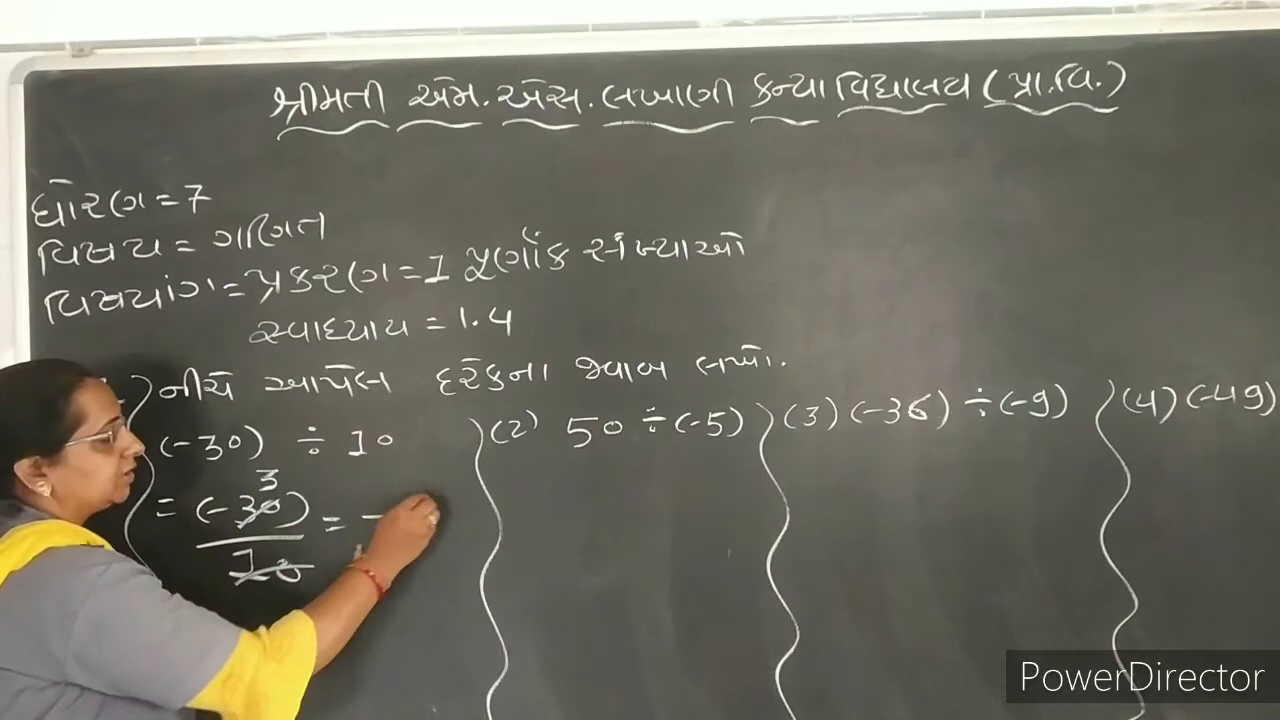 શ્રીમતી એમ. એસ. લખાણી કન્યા વિદ્યાલય (પ્રા.વિ.)
ધોરણ = 7
વિષય = ગણિત
વિષયાંગ = પ્રકરણ = 1 પૂર્ણાંક સંખ્યાઓ
સ્વાધ્યાય = 1.4
) નીચે આપેલ દરેકના જવાબ લખો.
(-30) ÷ 10
3
= (-30) = -
10
(2) 50 ÷ (-5)
(3) (-36) ÷ (-9)
(4) (-49)
PowerDirector